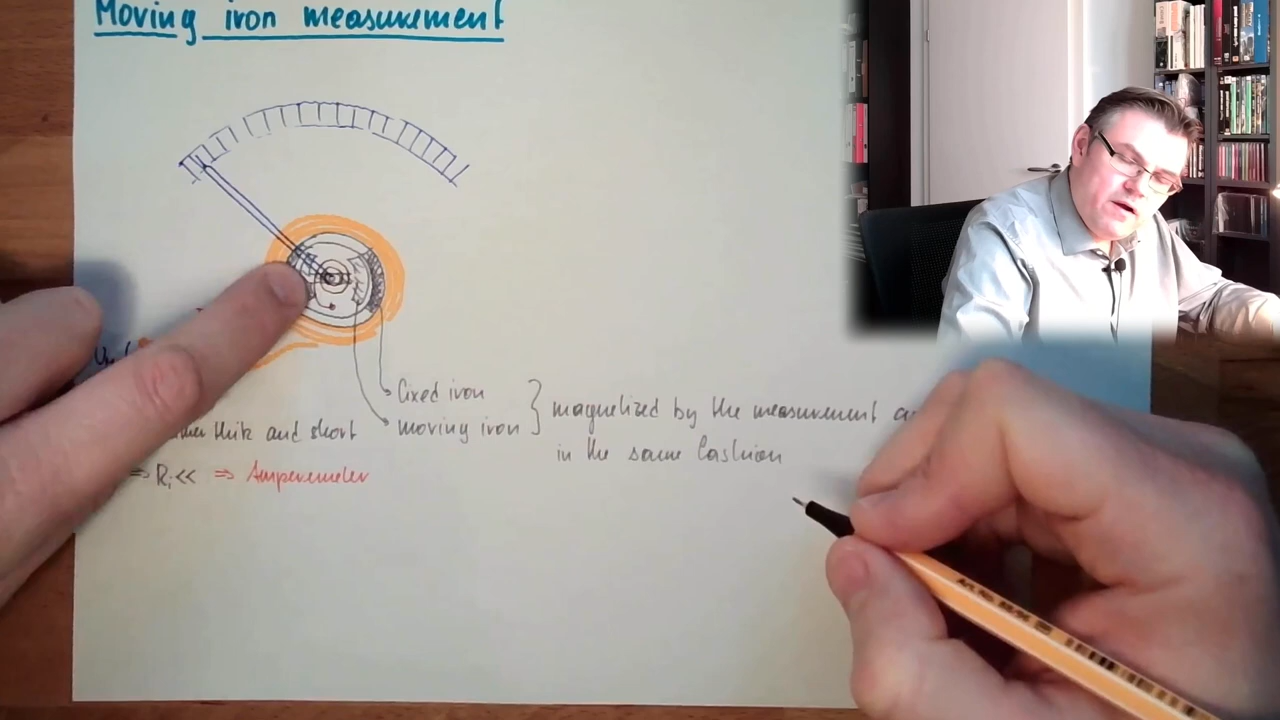 Moving iron measurement
fixed iron
moving iron } magnetized by the measurement
in the same fashion
thik and short
⇒ Ri << ⇒ Amperemeter